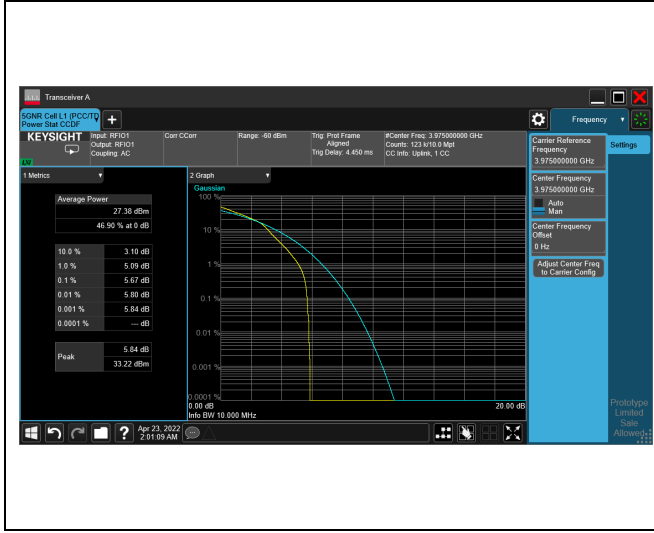 Transceiver A
5GNR Cell L1 (PCC/TD
Power Stat CCDF
Frequency
KEYSIGHT
Input: RFIO1
Output: RFIO1
Coupling: AC
Corr CCorr
Range: -60 dBm
Trig: Prot Frame
Aligned
Trig Delay: 4.450 ms
#Center Freq: 3.975000000 GHz
Counts: 123 k/10.0 Mpt
CC Info: Uplink, 1 CC
1 Metrics
Average Power
27.38 dBm
46.90 % at 0 dB
10.0 % 3.10 dB
1.0 % 5.09 dB
0.1 % 5.67 dB
0.01 % 5.80 dB
0.001 % 5.84 dB
0.0001 % --- dB
Peak
5.84 dB
33.22 dBm
2 Graph
Gaussian
100 %
10 %
1 %
0.1 %
0.01 %
0.001 %
0.0001 %
0.00 dB
20.00 dB
Info BW 10.000 MHz
Carrier Reference
Frequency
3.975000000 GHz
Center Frequency
3.975000000 GHz
Auto
Man
Center Frequency
Offset
0 Hz
Adjust Center Freq
to Carrier Config
Settings
Prototype
Limited
Sale
Allowed
Apr 23, 2022
2:01:09 AM